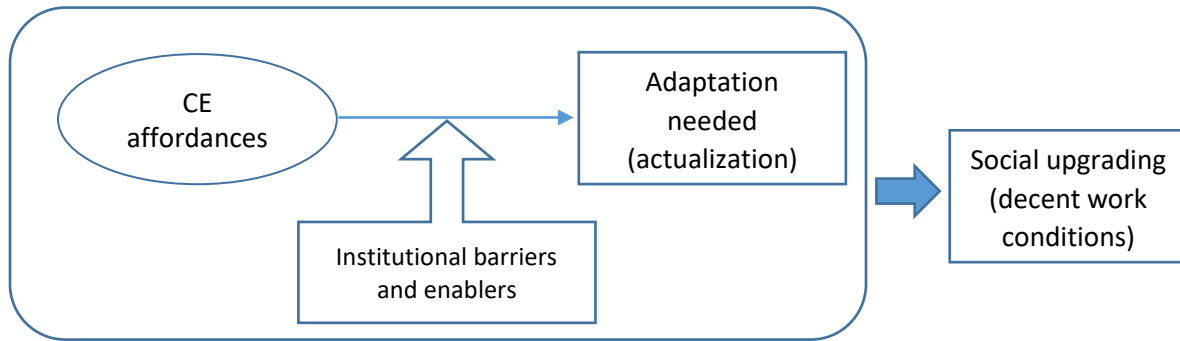 CE
affordances
Adaptation
needed
(actualization)
Institutional barriers
and enablers
Social upgrading
(decent work
conditions)